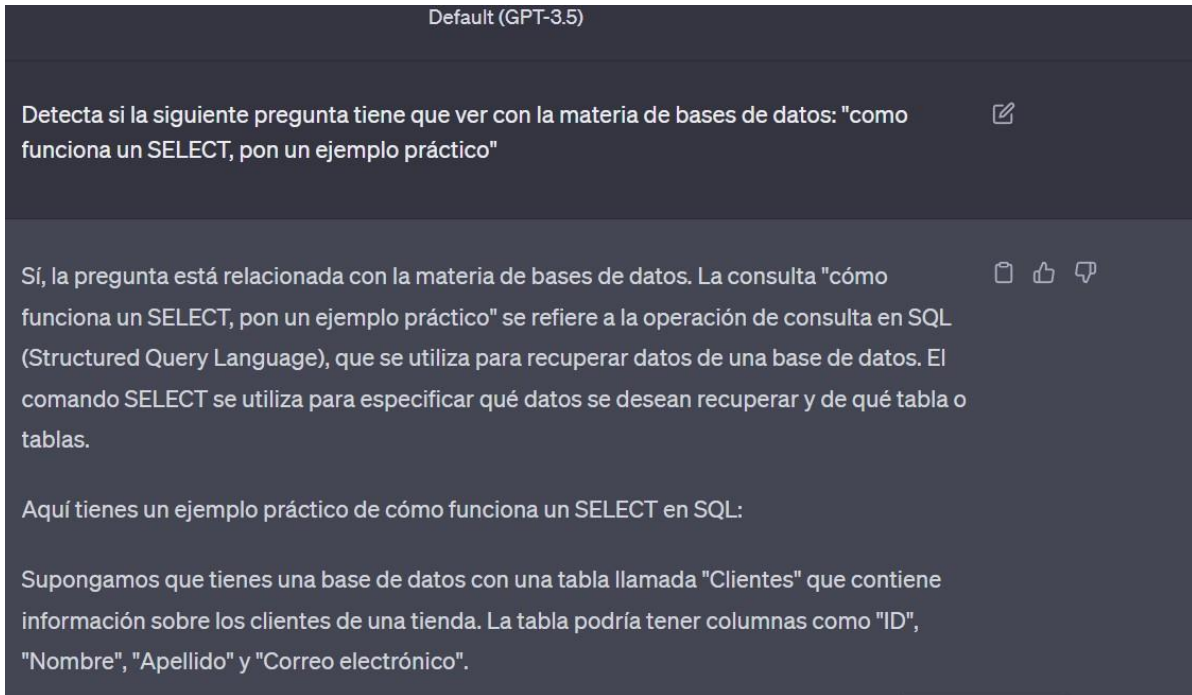 Default (GPT-3.5)
Detecta si la siguiente pregunta tiene que ver con la materia de bases de datos: "como
funciona un SELECT, pon un ejemplo práctico"
Sí, la pregunta está relacionada con la materia de bases de datos. La consulta "cómo
funciona un SELECT, pon un ejemplo práctico" se refiere a la operación de consulta en SQL
(Structured Query Language), que se utiliza para recuperar datos de una base de datos. El
comando SELECT se utiliza para especificar qué datos se desean recuperar y de qué tabla o
tablas.
Aquí tienes un ejemplo práctico de cómo funciona un SELECT en SQL:
Supongamos que tienes una base de datos con una tabla llamada "Clientes" que contiene
información sobre los clientes de una tienda. La tabla podría tener columnas como "ID",
"Nombre", "Apellido" y "Correo electrónico".